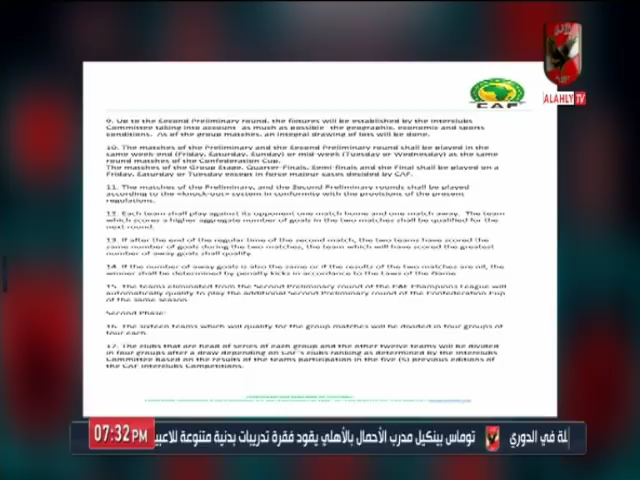 ALAHLY TV
CAF
9. Up to the Second Preliminary round, the fixtures will be established by the Interclubs
Committee taking into account as much as possible the geographic, economic and sports
conditions. As of the group matches, an integral drawing of lots will be done.
10. The matches of the Preliminary and the Second Preliminary round shall be played in the
same week end (Friday, Saturday, Sunday) or mid-week (Tuesday or Wednesday) as the same
round matches of the Confederation Cup.
The matches of the Group Stage, Quarter-Finals, Semi-finals and the Final shall be played on a
Friday, Saturday or Tuesday except in force mateur cases desided by CAF.
11. The matches of the Preliminary, and the Second Preliminary rounds shall be played
according to the «knock-out» system in conformity with the provisions of the present
regulations.
12. Each team shall play against its opponent one match home and one match away. The team
which scores a higher aggregate number of goals in the two matches shall be qualified for the
next round.
13. If after the end of the regular time of the second match, the two teams have scored the
same number of goals during the two matches, the team which will have scored the greatest
number of away goals shall qualify.
14. If the number of away goals is also the same or if the results of the two matches are nil, the
winner shall be determined by penalty kicks in accordance to the Laws of the Game.
15. The teams eliminated from the Second Preliminary round of the CAF Champions League will
automatically qualify to play the additional Second Preliminary round of the Confederation Cup
of the same season.
Second Phase:
16. The sixteen teams which will qualify for the group matches will be divided in four groups of
four each.
17. The clubs that are head of series of each group and the other twelve teams will be divided
in four groups after a draw depending on CAF's clubs ranking as determined by the Interclubs
Committee based on the results of the teams participation in the five (5) previous editions of
the CAF Interclubs Competitions.
07:32 PM
لة في الدوري توماس بينكيل مدرب الأحمال بالأهلي يقود فقرة تدريبات بدنية متنوعة للاعبي